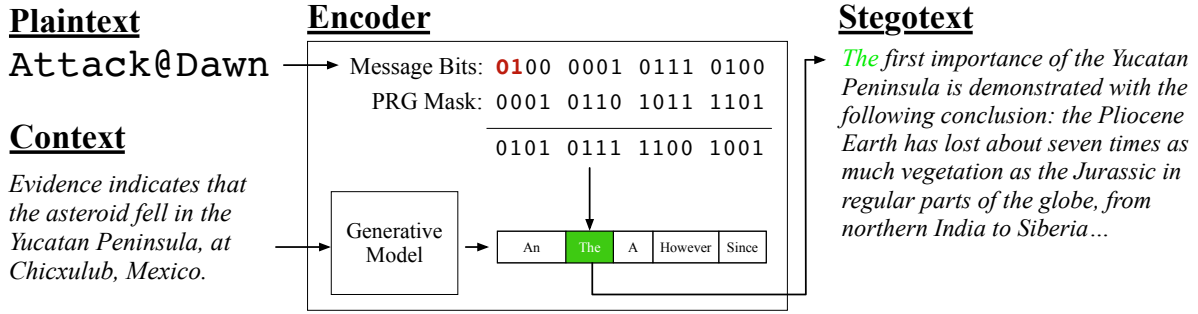 Plaintext
Attack@Dawn
Context
Evidence indicates that
the asteroid fell in the
Yucatan Peninsula, at
Chicxulub, Mexico.
Encoder
Message Bits: 0100 0001 0111 0100
PRG Mask: 0001 0110 1011 1101
0101 0111 1100 1001
Generative
Model
An The A However Since
Stegotext
The first importance of the Yucatan
Peninsula is demonstrated with the
following conclusion: the Pliocene
Earth has lost about seven times as
much vegetation as the Jurassic in
regular parts of the globe, from
northern India to Siberia…